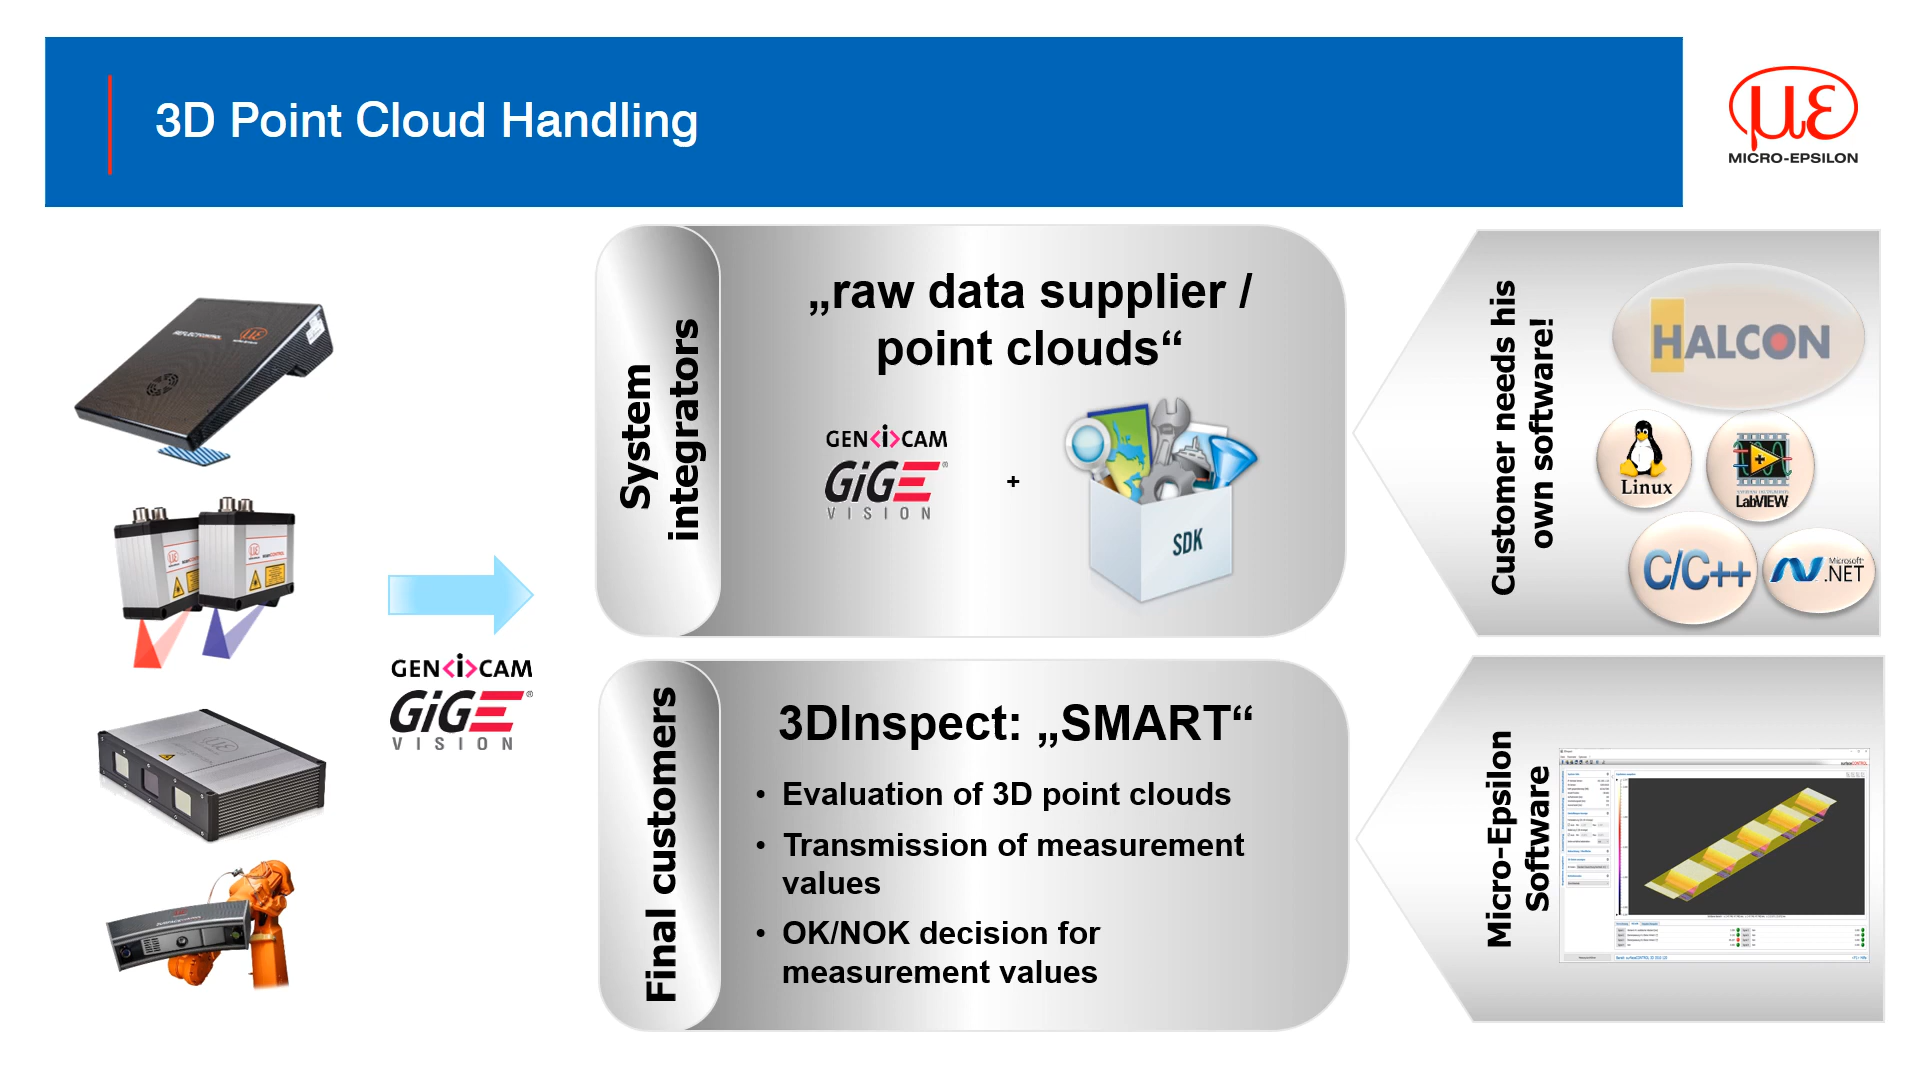 3D Point Cloud Handling
με
MICRO-EPSILON
REFLECTCONTROL
GEN<i>CAM
GiGE®
VISION
System
integrators
„raw data supplier /
point clouds“
GEN<i>CAM
GiGE®
VISION
+
SDK
Customer needs his
own software!
HALCON
Linux
LabVIEW
C/C++
Microsoft®
.NET
Final customers
3DInspect: „SMART“
• Evaluation of 3D point clouds
• Transmission of measurement
values
• OK/NOK decision for
measurement values
Micro-Epsilon
Software